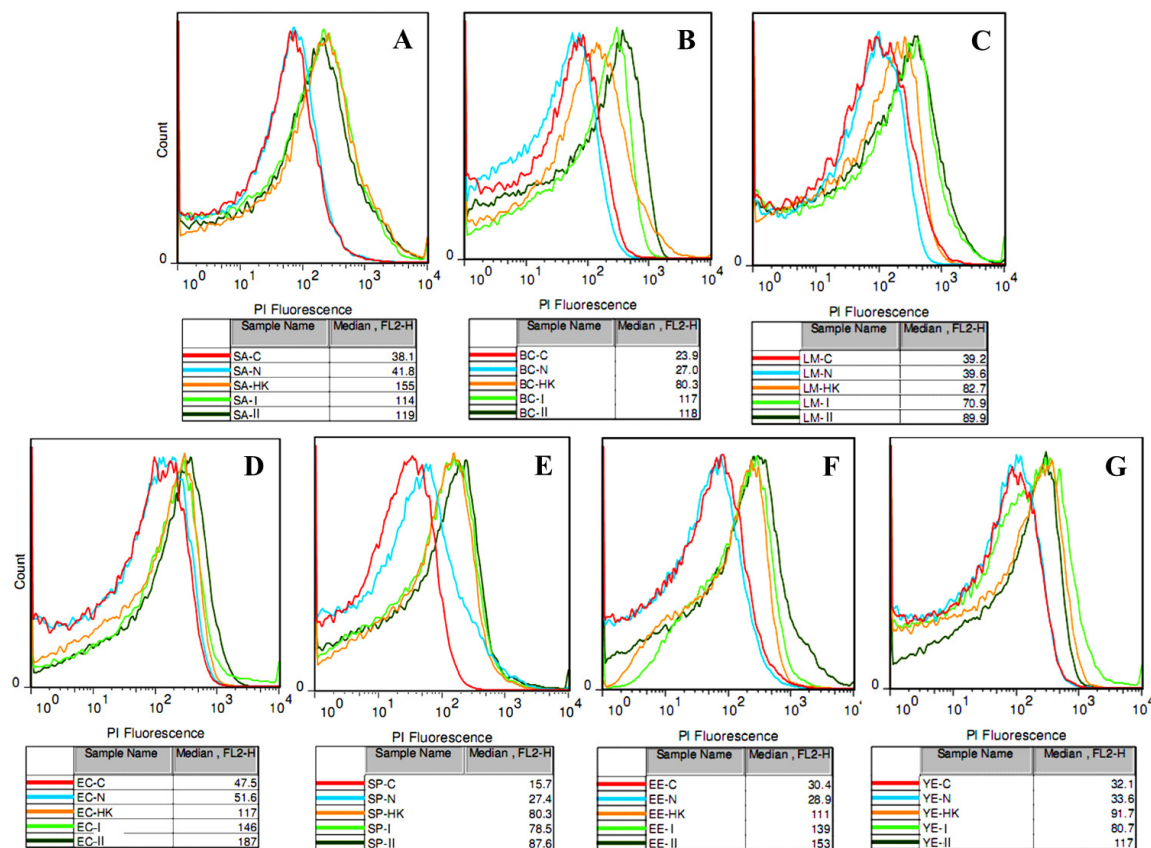 A B C
Count
0 0
10^0 10^1 10^2 10^3 10^4 10^0 10^1 10^2 10^3 10^4 10^0 10^1 10^2 10^3 10^4
PI Fluorescence PI Fluorescence PI Fluorescence
Sample Name Median , FL2-H
SA-C 38.1
SA-N 41.8
SA-HK 155
SA-I 114
SA-II 119
Sample Name Median , FL2-H
BC-C 23.9
BC-N 27.0
BC-HK 80.3
BC-I 117
BC-II 118
Sample Name Median , FL2-H
LM-C 39.2
LM-N 39.6
LM-HK 82.7
LM-I 70.9
LM-II 89.9
D E F G
Count
0 0 0 0
10^0 10^1 10^2 10^3 10^4 10^0 10^1 10^2 10^3 10^4 10^0 10^1 10^2 10^3 10^4 10^0 10^1 10^2 10^3 10^4
PI Fluorescence PI Fluorescence PI Fluorescence PI Fluorescence
Sample Name Median , FL2-H
EC-C 47.5
EC-N 51.6
EC-HK 117
EC-I 146
EC-II 187
Sample Name Median , FL2-H
SP-C 15.7
SP-N 27.4
SP-HK 80.3
SP-I 78.5
SP-II 87.6
Sample Name Median , FL2-H
EE-C 30.4
EE-N 28.9
EE-HK 111
EE-I 139
EE-II 153
Sample Name Median , FL2-H
YE-C 32.1
YE-N 33.6
YE-HK 91.7
YE-I 80.7
YE-II 117